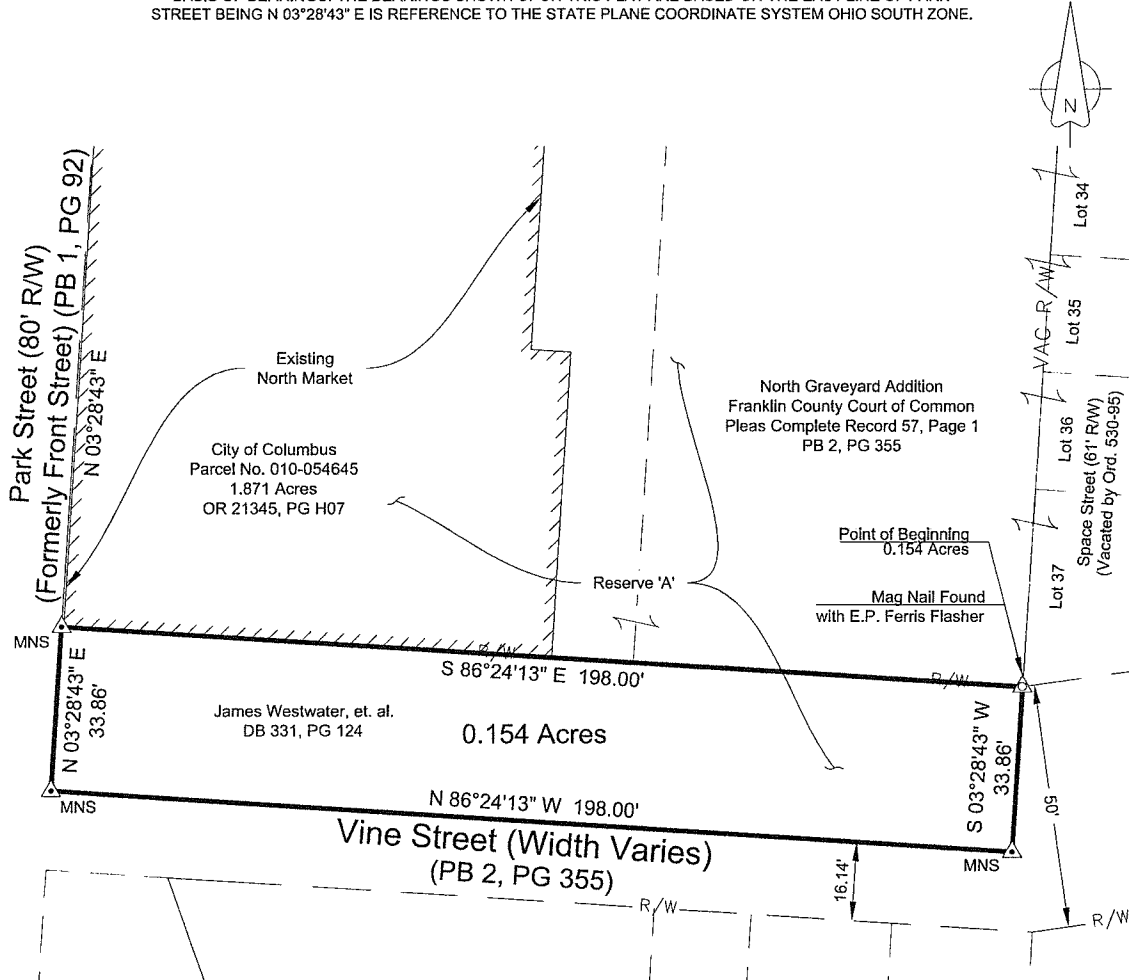 STREET BEING N 03°28'43" E IS REFERENCE TO THE STATE PLANE COORDINATE SYSTEM OHIO SOUTH ZONE.
N
Park Street (80' R/W)
(Formerly Front Street) (PB 1, PG 92)
N 03°28'43" E
Existing
North Market
City of Columbus
Parcel No. 010-054645
1.871 Acres
OR 21345, PG H07
North Graveyard Addition
Franklin County Court of Common
Pleas Complete Record 57, Page 1
PB 2, PG 355
VAC R/W
Lot 34
Lot 35
Lot 36
Lot 37
Space Street (61' R/W)
(Vacated by Ord. 530-95)
Point of Beginning
0.154 Acres
Mag Nail Found
with E.P. Ferris Flasher
Reserve 'A'
MNS
R/W
R/W
S 86°24'13" E 198.00'
N 03°28'43" E
33.86'
James Westwater, et. al.
DB 331, PG 124
0.154 Acres
S 03°28'43" W
33.86'
50'
N 86°24'13" W 198.00'
MNS
MNS
Vine Street (Width Varies)
(PB 2, PG 355)
16.14'
R/W
R/W